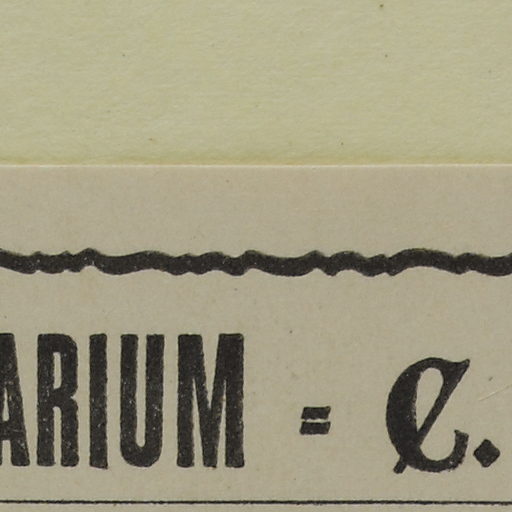 ARIUM = C.